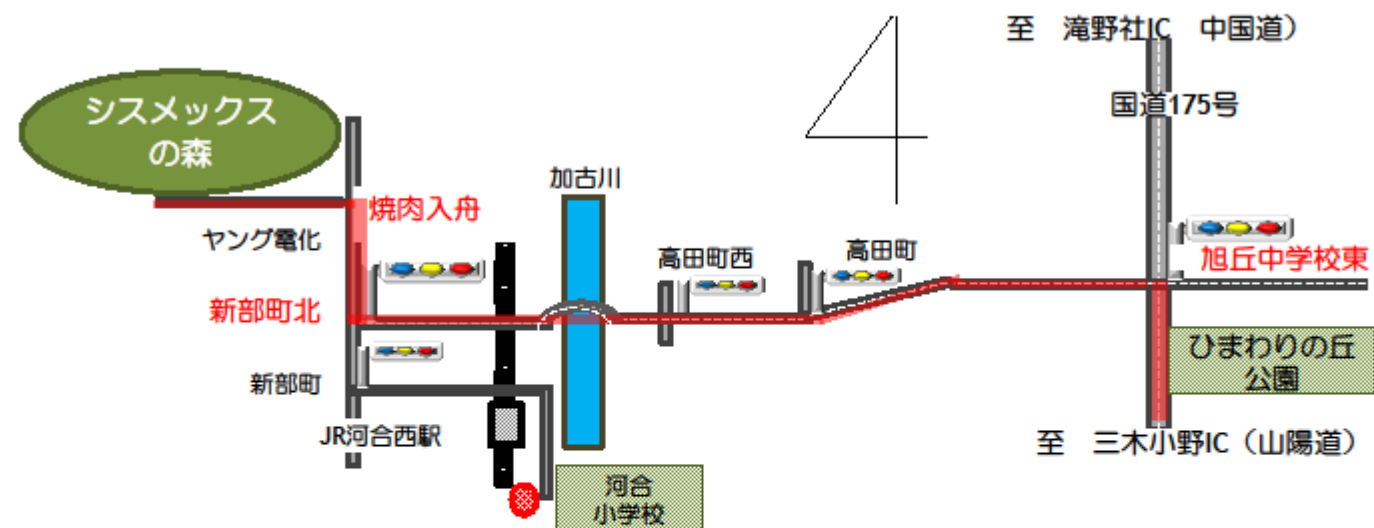 至　滝野社IC　中国道）
国道175号
シスメックス
の森
加古川
焼肉入舟
ヤング電化
高田町西
高田町
旭丘中学校東
新部町北
ひまわりの丘
公園
新部町
JR河合西駅
至　三木小野IC（山陽道）
河合
小学校